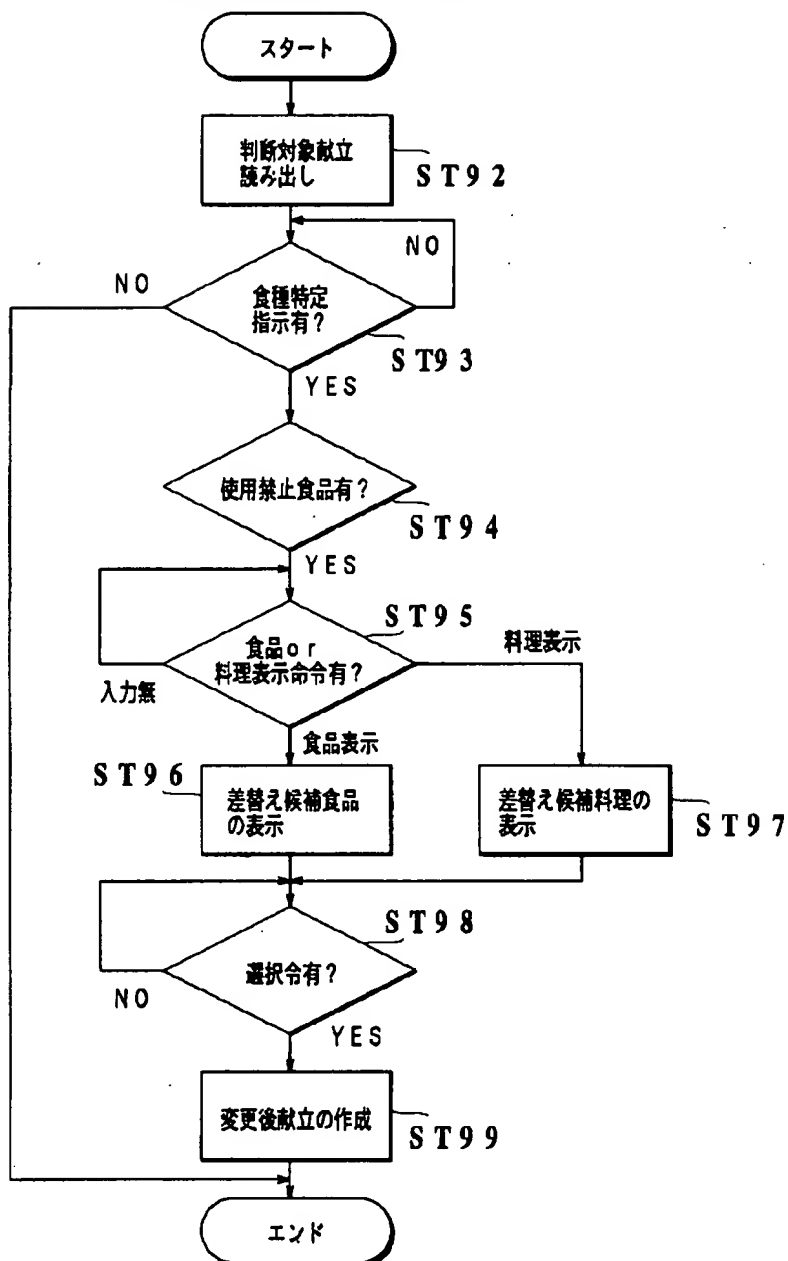 スタート
判断対象献立
読み出し
ST92
NO
NO
食種特定
指示有?
ST93
YES
使用禁止食品有?
ST94
YES
ST95
食品or
料理表示命令有?
料理表示
入力無
食品表示
ST96
差替え候補食品
の表示
差替え候補料理の
表示
ST97
ST98
選択令有?
NO
YES
変更後献立の作成
ST99
エンド